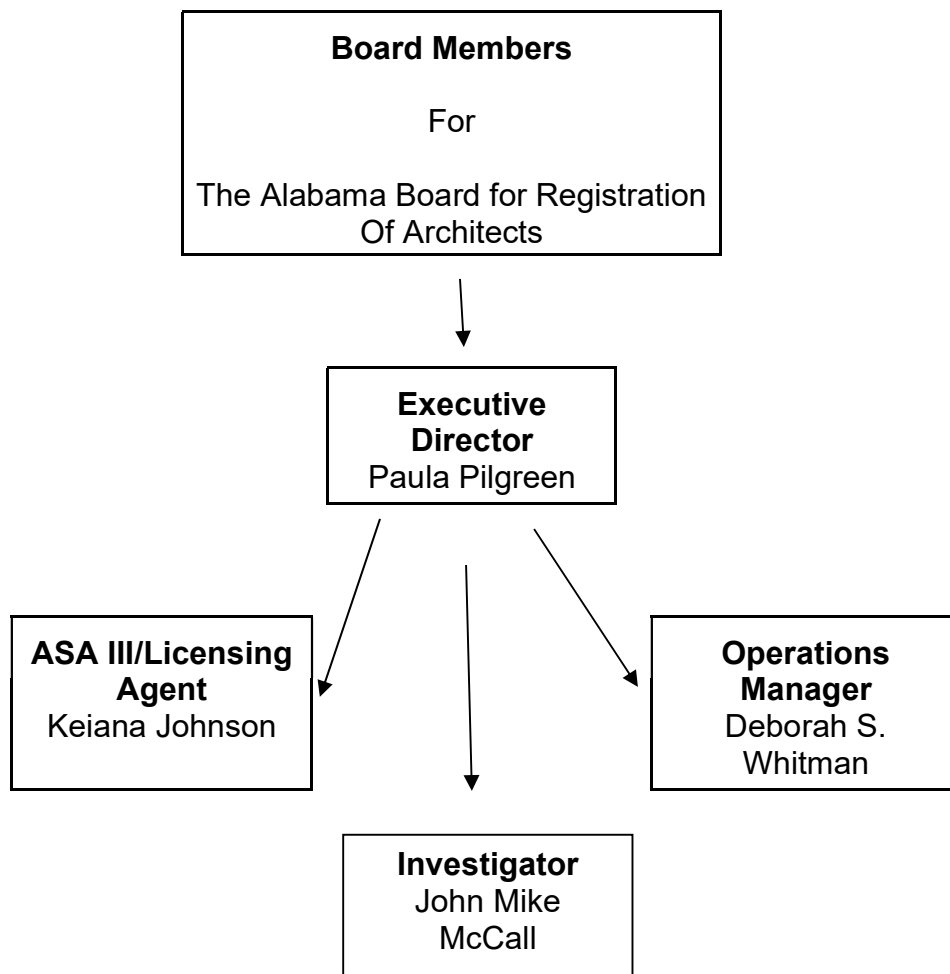 Board Members
For
The Alabama Board for Registration
Of Architects
Executive
Director
Paula Pilgreen
ASA III/Licensing
Agent
Keiana Johnson
Operations
Manager
Deborah S.
Whitman
Investigator
John Mike
McCall